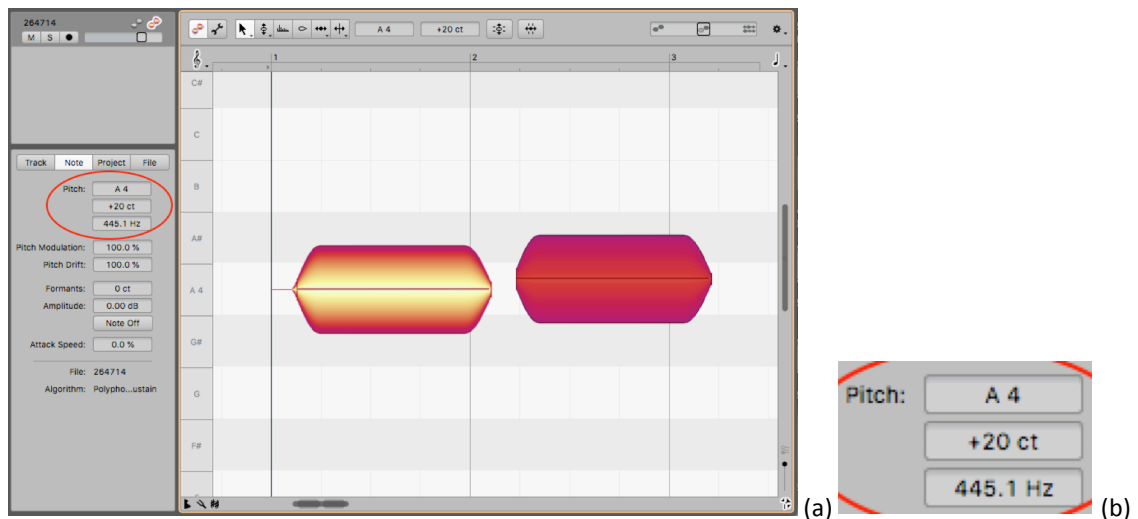 264714
M S
A 4 +20 ct
1 2 3
C#
C
B
A#
A 4
G#
G
F#
Track Note Project File
Pitch: A 4
+20 ct
445.1 Hz
Pitch Modulation: 100.0 %
Pitch Drift: 100.0 %
Formants: 0 ct
Amplitude: 0.00 dB
Note Off
Attack Speed: 0.0 %
File: 264714
Algorithm: Polypho...ustain
(a)
Pitch: A 4
+20 ct
445.1 Hz
(b)